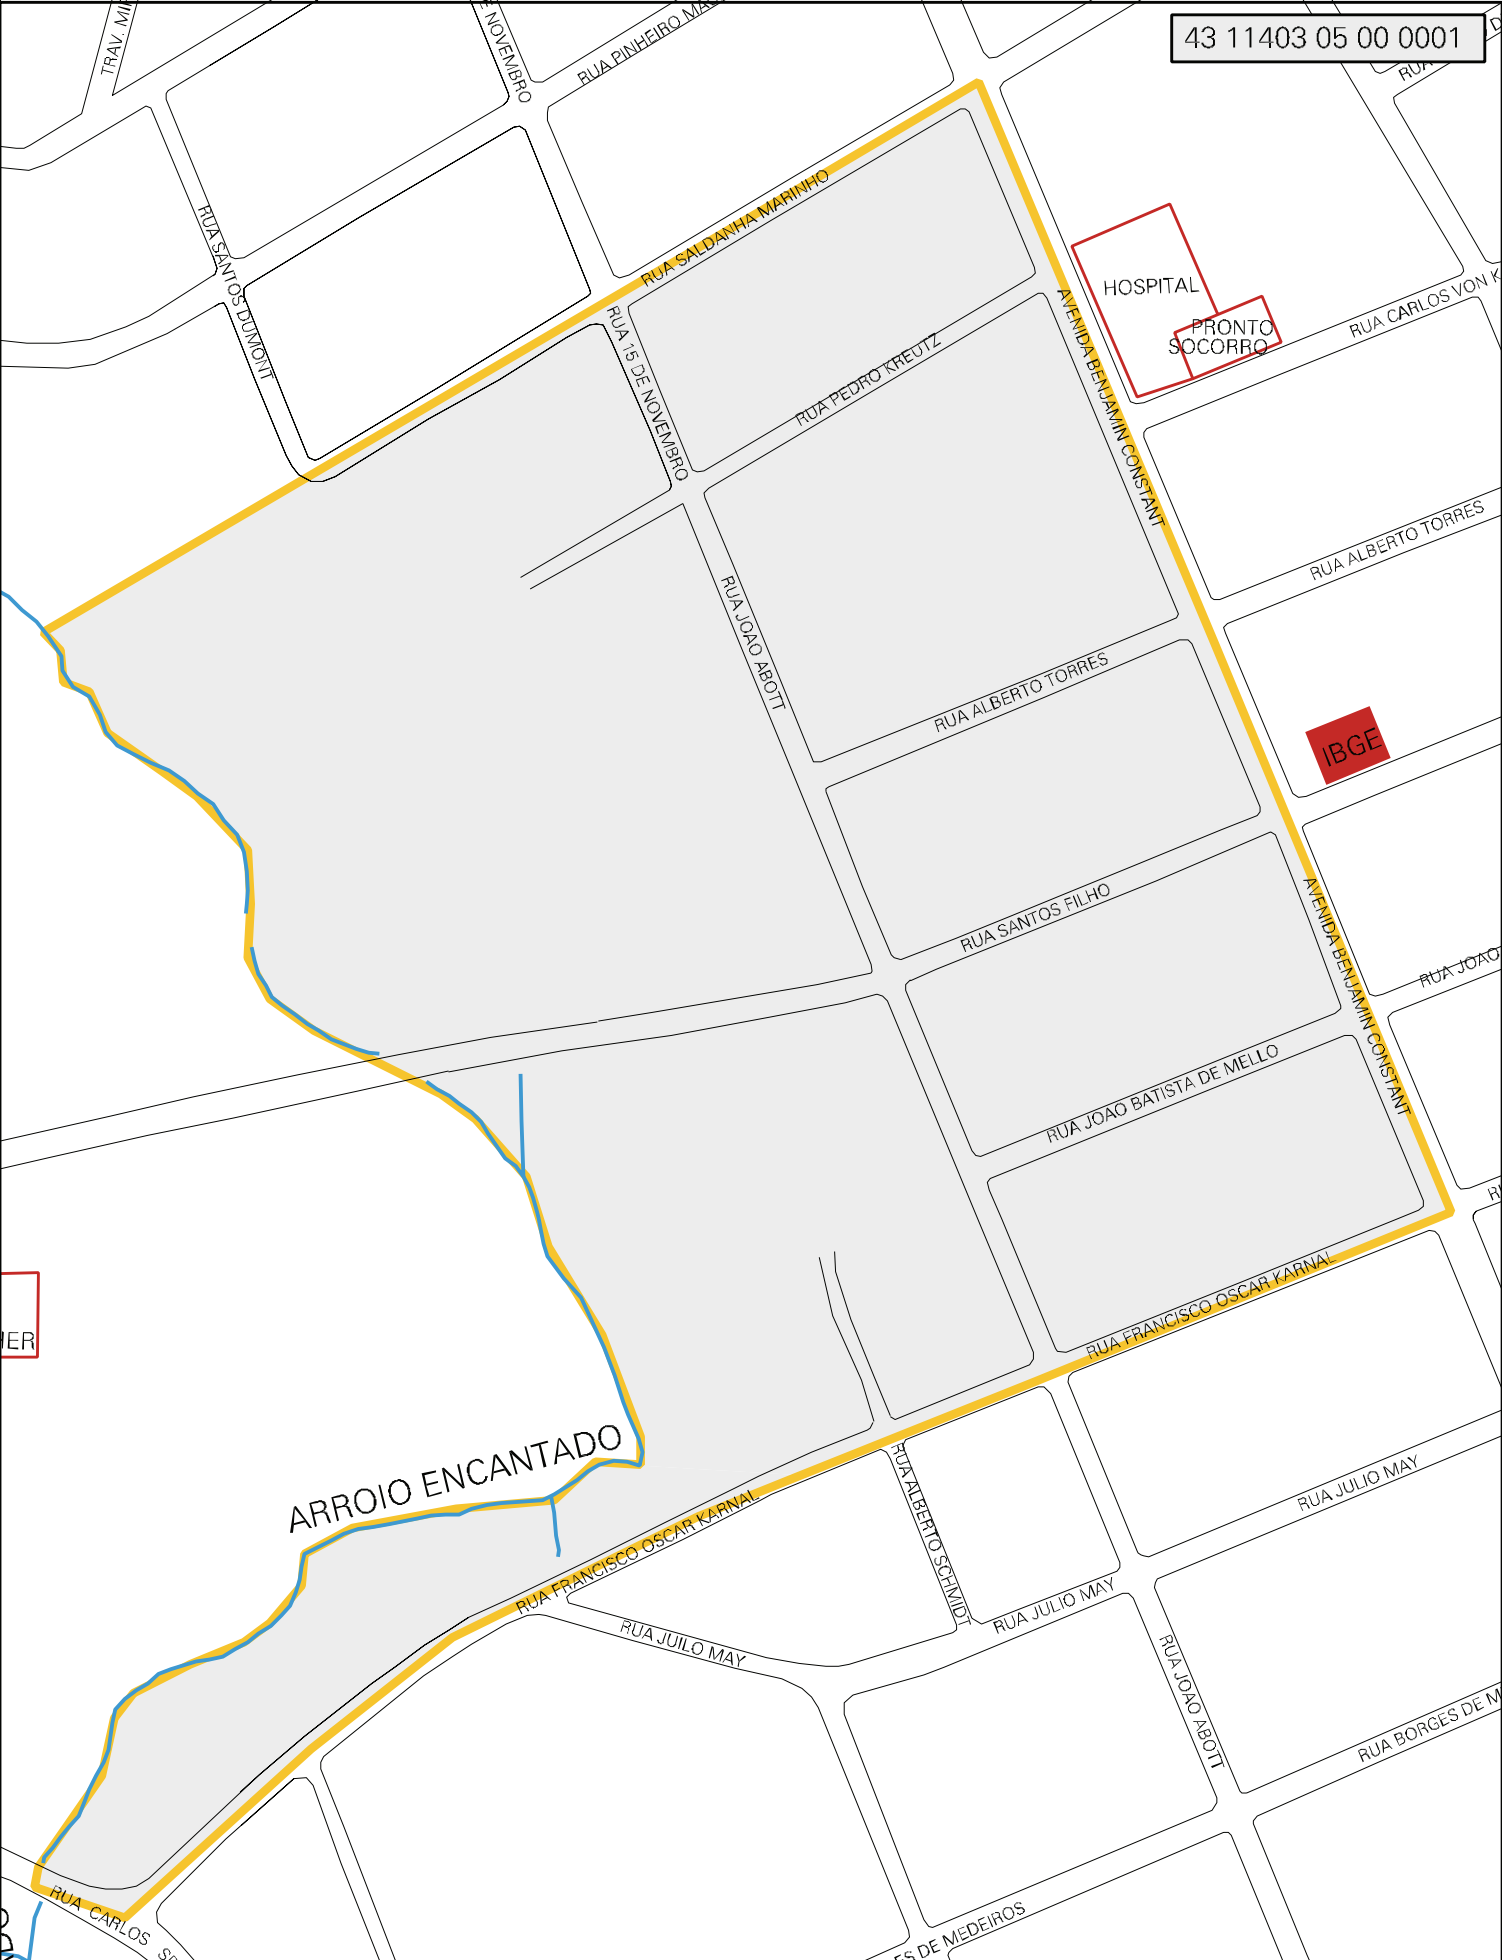 43 11403 05 00 0001
TRAV. MI
E NOVEMBRO
RUA PINHEIRO
RUA
RUA SANTOS DUMONT
RUA SALDANHA MARINHO
HOSPITAL
PRONTO
SOCORRO
RUA CARLOS VON K
RUA 15 DE NOVEMBRO
RUA PEDRO KREUTZ
AVENIDA BENJAMIN CONSTANT
RUA ALBERTO TORRES
RUA JOAO ABOTT
RUA ALBERTO TORRES
IBGE
RUA SANTOS FILHO
AVENIDA BENJAMIN CONSTANT
RUA JOAO
RUA JOAO BATISTA DE MELLO
HER
RUA FRANCISCO OSCAR KARNAL
ARROIO ENCANTADO
RUA ALBERTO SCHMIDT
RUA JULIO MAY
RUA FRANCISCO OSCAR KARNAL
RUA JULIO MAY
RUA JUILO MAY
RUA JOAO ABOTT
RUA BORGES DE M
RUA CARLOS
ES DE MEDEIROS